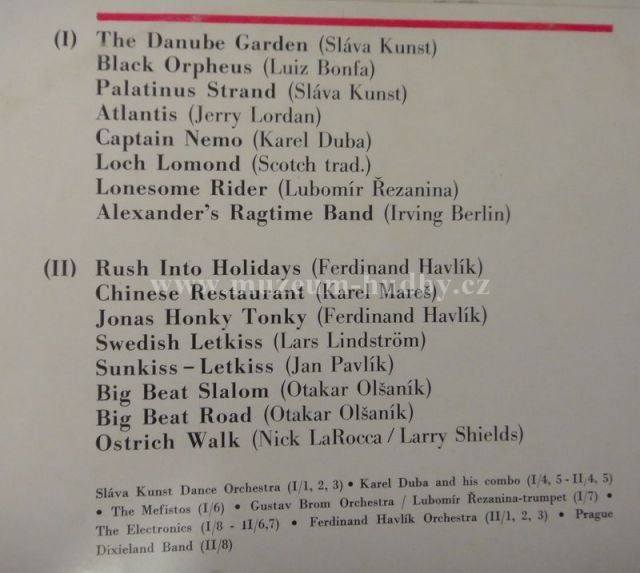 (I) The Danube Garden (Sláva Kunst)
Black Orpheus (Luiz Bonfa)
Palatinus Strand (Sláva Kunst)
Atlantis (Jerry Lordan)
Captain Nemo (Karel Duba)
Loch Lomond (Scotch trad.)
Lonesome Rider (Lubomír Řezanina)
Alexander's Ragtime Band (Irving Berlin)
(II) Rush Into Holidays (Ferdinand Havlík)
www.muzeum-hudby.cz
Chinese Restaurant (Karel Mareš)
Jonas Honky Tonky (Ferdinand Havlík)
Swedish Letkiss (Lars Lindström)
Sunkiss – Letkiss (Jan Pavlík)
Big Beat Slalom (Otakar Olšaník)
Big Beat Road (Otakar Olšaník)
Ostrich Walk (Nick LaRocca / Larry Shields)
Sláva Kunst Dance Orchestra (I/1, 2, 3) • Karel Duba and his combo (I/4, 5 - II/4, 5)
• The Mefistos (I/6) • Gustav Brom Orchestra / Lubomír Řezanina-trumpet (I/7) •
The Electronics (I/8 - II/6,7) • Ferdinand Havlík Orchestra (II/1, 2, 3) • Prague
Dixieland Band (II/8)